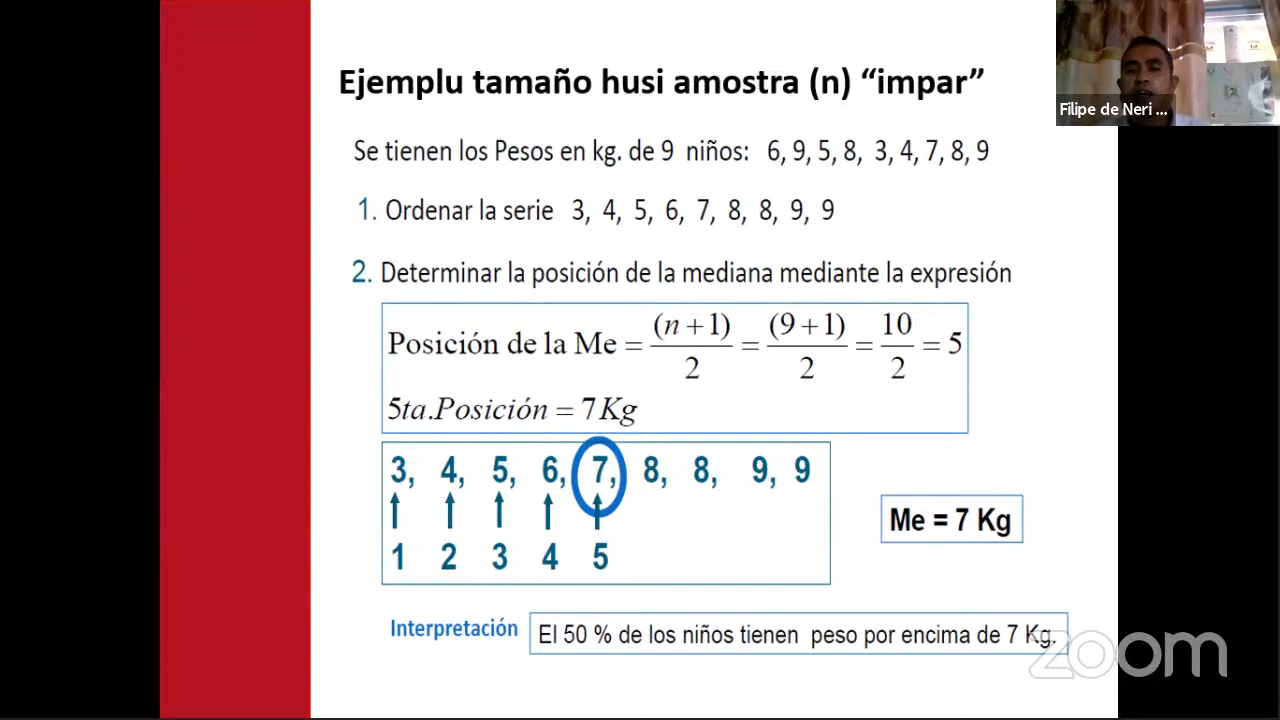 Ejemplu tamaño husi amostra (n) “impar”
Filipe de Neri ...
Se tienen los Pesos en kg. de 9 niños: 6, 9, 5, 8, 3, 4, 7, 8, 9
1. Ordenar la serie 3, 4, 5, 6, 7, 8, 8, 9, 9
2. Determinar la posición de la mediana mediante la expresión
Posición de la Me = (n+1)/2 = (9+1)/2 = 10/2 = 5
5ta.Posición = 7Kg
3, 4, 5, 6, 7, 8, 8, 9, 9
1 2 3 4 5
Me = 7 Kg
Interpretación
El 50 % de los niños tienen peso por encima de 7 Kg.
zoom